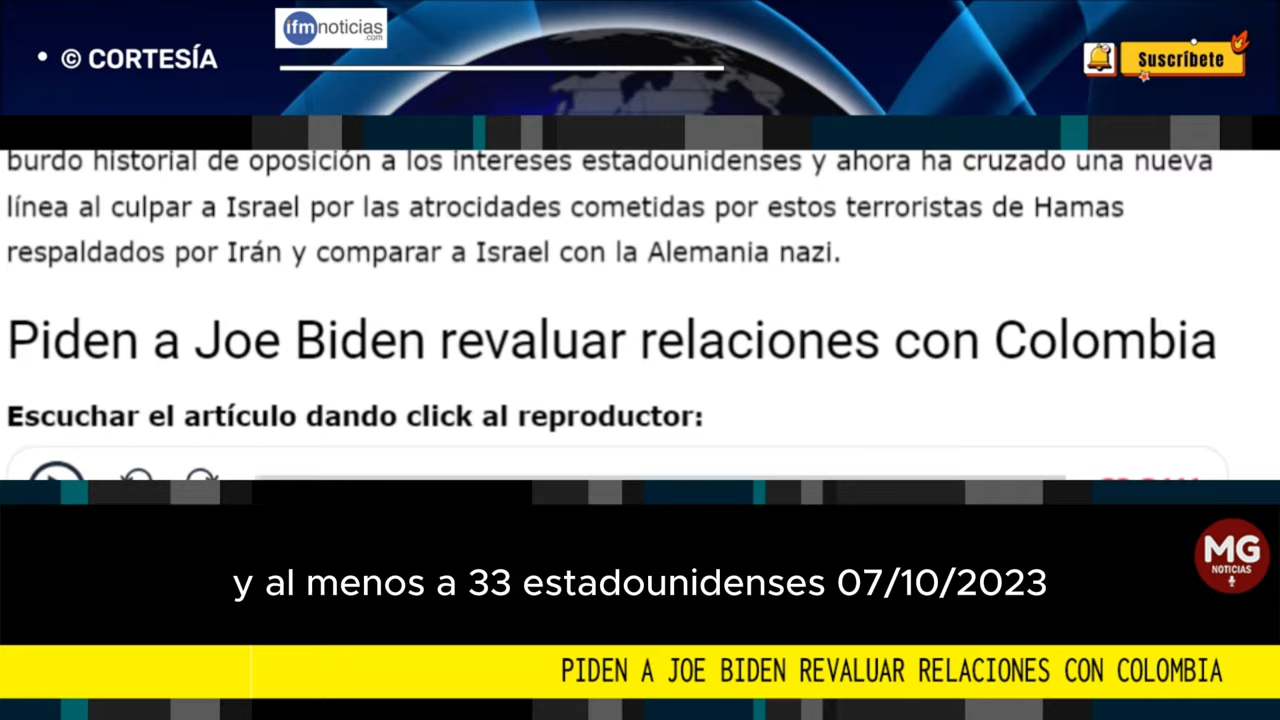 • © CORTESÍA
ifmnoticias
.com
Suscríbete
burdo historial de oposición a los intereses estadounidenses y ahora ha cruzado una nueva
línea al culpar a Israel por las atrocidades cometidas por estos terroristas de Hamas
respaldados por Irán y comparar a Israel con la Alemania nazi.
Piden a Joe Biden revaluar relaciones con Colombia
Escuchar el artículo dando click al reproductor:
y al menos a 33 estadounidenses 07/10/2023
MG
NOTICIAS
PIDEN A JOE BIDEN REVALUAR RELACIONES CON COLOMBIA